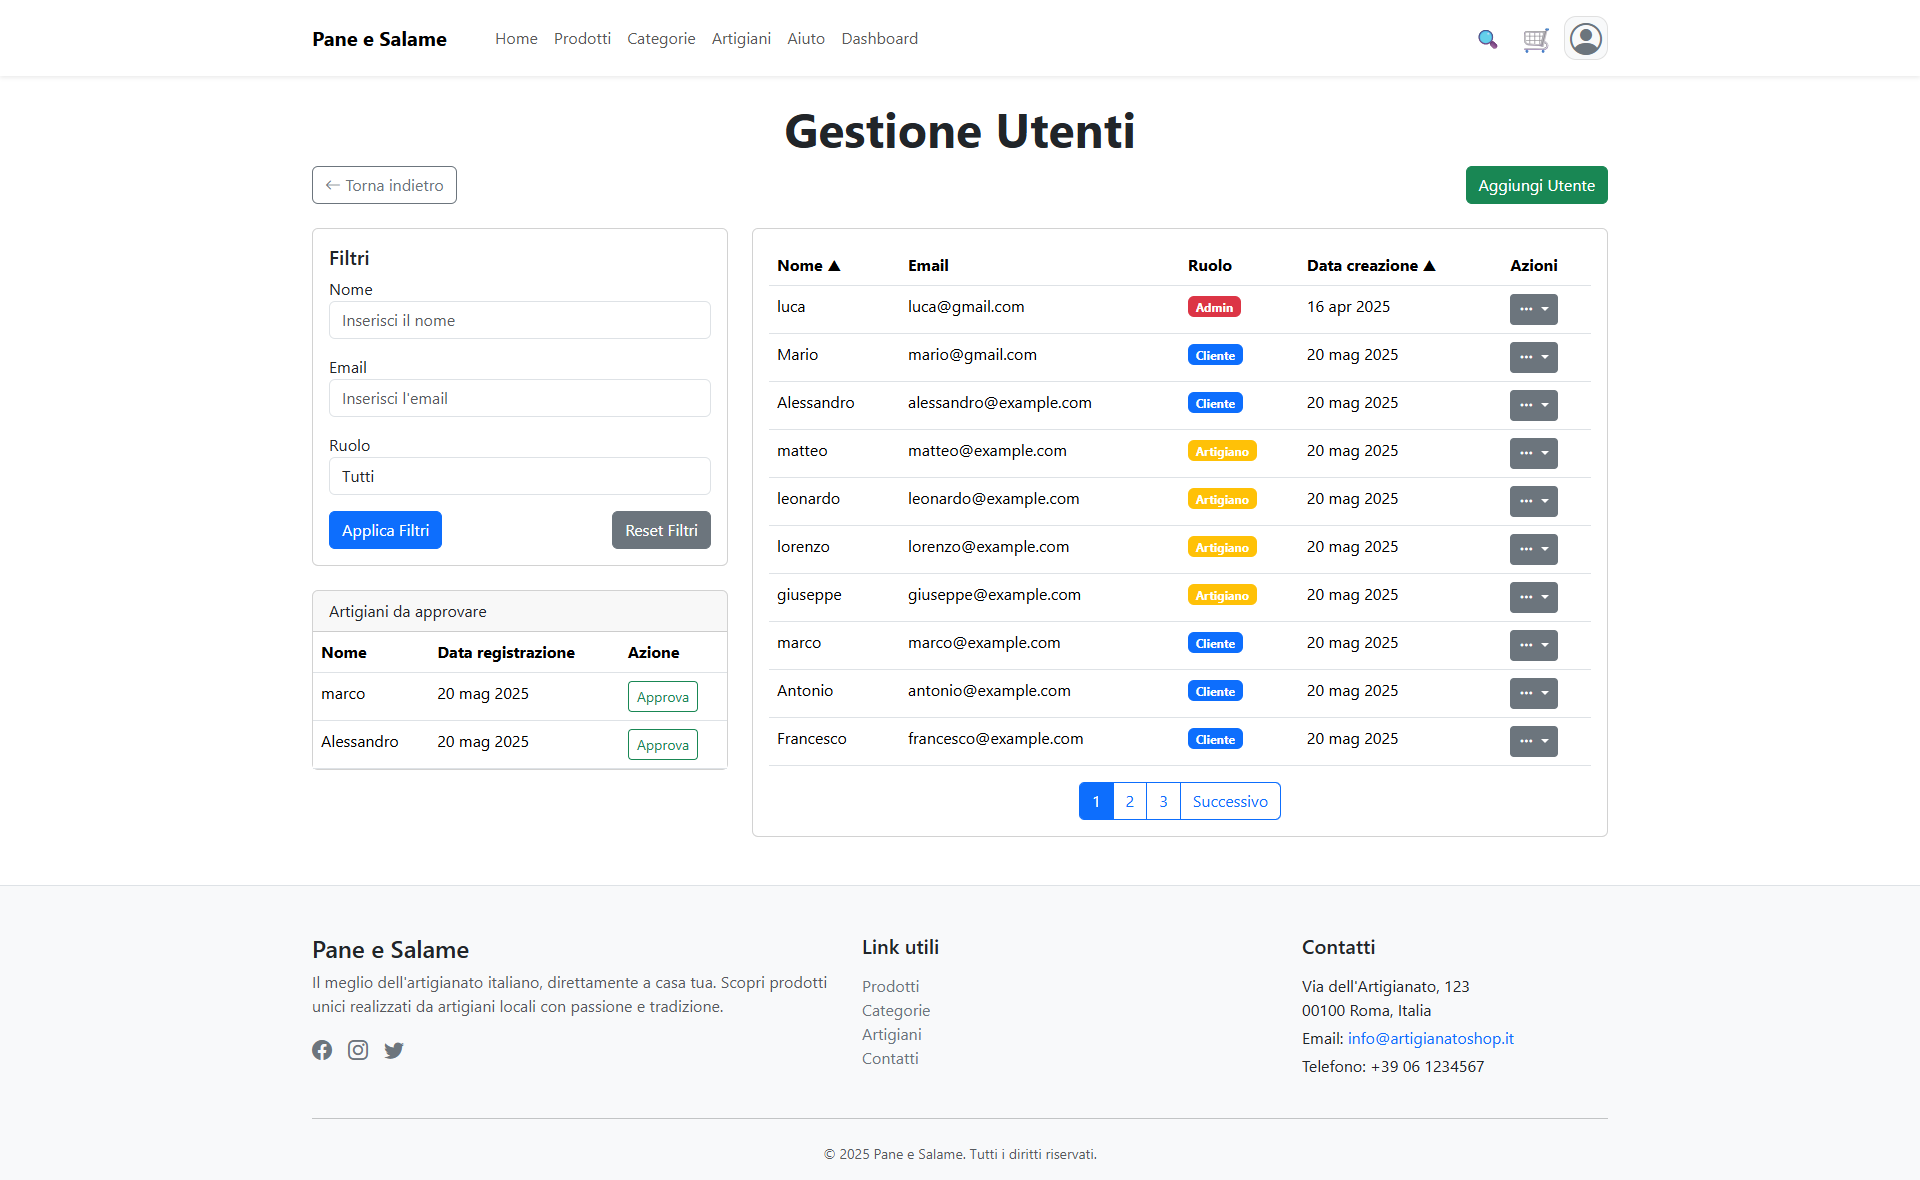 Pane e Salame
Home Prodotti Categorie Artigiani Aiuto Dashboard
Gestione Utenti
← Torna indietro
Aggiungi Utente
Filtri
Nome
Inserisci il nome
Email
Inserisci l'email
Ruolo
Tutti
Applica Filtri Reset Filtri
Artigiani da approvare
Nome Data registrazione Azione
marco 20 mag 2025 Approva
Alessandro 20 mag 2025 Approva
Nome ▲ Email Ruolo Data creazione ▲ Azioni
luca luca@gmail.com Admin 16 apr 2025 ···
Mario mario@gmail.com Cliente 20 mag 2025 ···
Alessandro alessandro@example.com Cliente 20 mag 2025 ···
matteo matteo@example.com Artigiano 20 mag 2025 ···
leonardo leonardo@example.com Artigiano 20 mag 2025 ···
lorenzo lorenzo@example.com Artigiano 20 mag 2025 ···
giuseppe giuseppe@example.com Artigiano 20 mag 2025 ···
marco marco@example.com Cliente 20 mag 2025 ···
Antonio antonio@example.com Cliente 20 mag 2025 ···
Francesco francesco@example.com Cliente 20 mag 2025 ···
1 2 3 Successivo
Pane e Salame
Il meglio dell'artigianato italiano, direttamente a casa tua. Scopri prodotti
unici realizzati da artigiani locali con passione e tradizione.
Link utili
Prodotti
Categorie
Artigiani
Contatti
Contatti
Via dell'Artigianato, 123
00100 Roma, Italia
Email: info@artigianatoshop.it
Telefono: +39 06 1234567
© 2025 Pane e Salame. Tutti i diritti riservati.